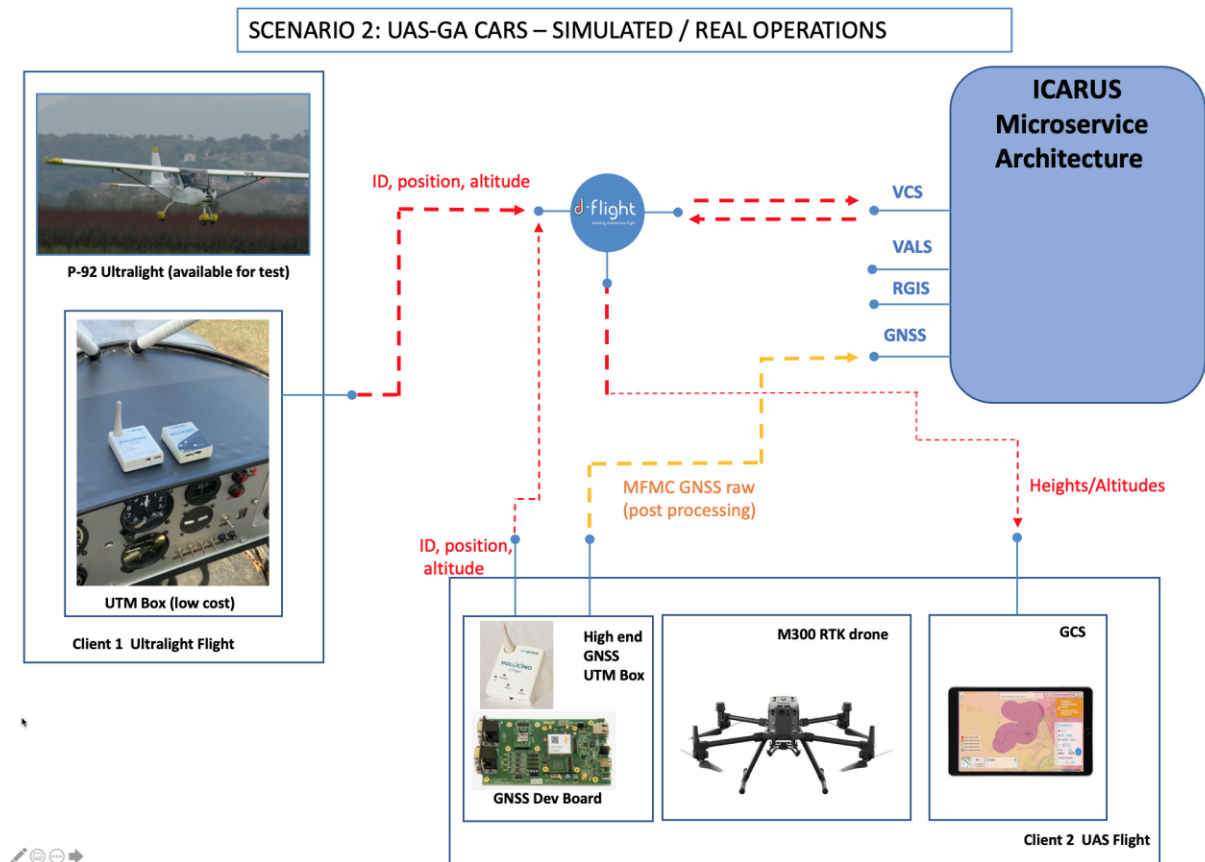 SCENARIO 2: UAS-GA CARS – SIMULATED / REAL OPERATIONS
P-92 Ultralight (available for test)
POLLICINO
UTM Box (low cost)
Client 1 Ultralight Flight
ID, position, altitude
d-flight
ICARUS
Microservice
Architecture
VCS
VALS
RGIS
GNSS
MFMC GNSS raw
(post processing)
Heights/Altitudes
ID, position,
altitude
POLLICINO
High end
GNSS
UTM Box
GNSS Dev Board
M300 RTK drone
GCS
Client 2 UAS Flight